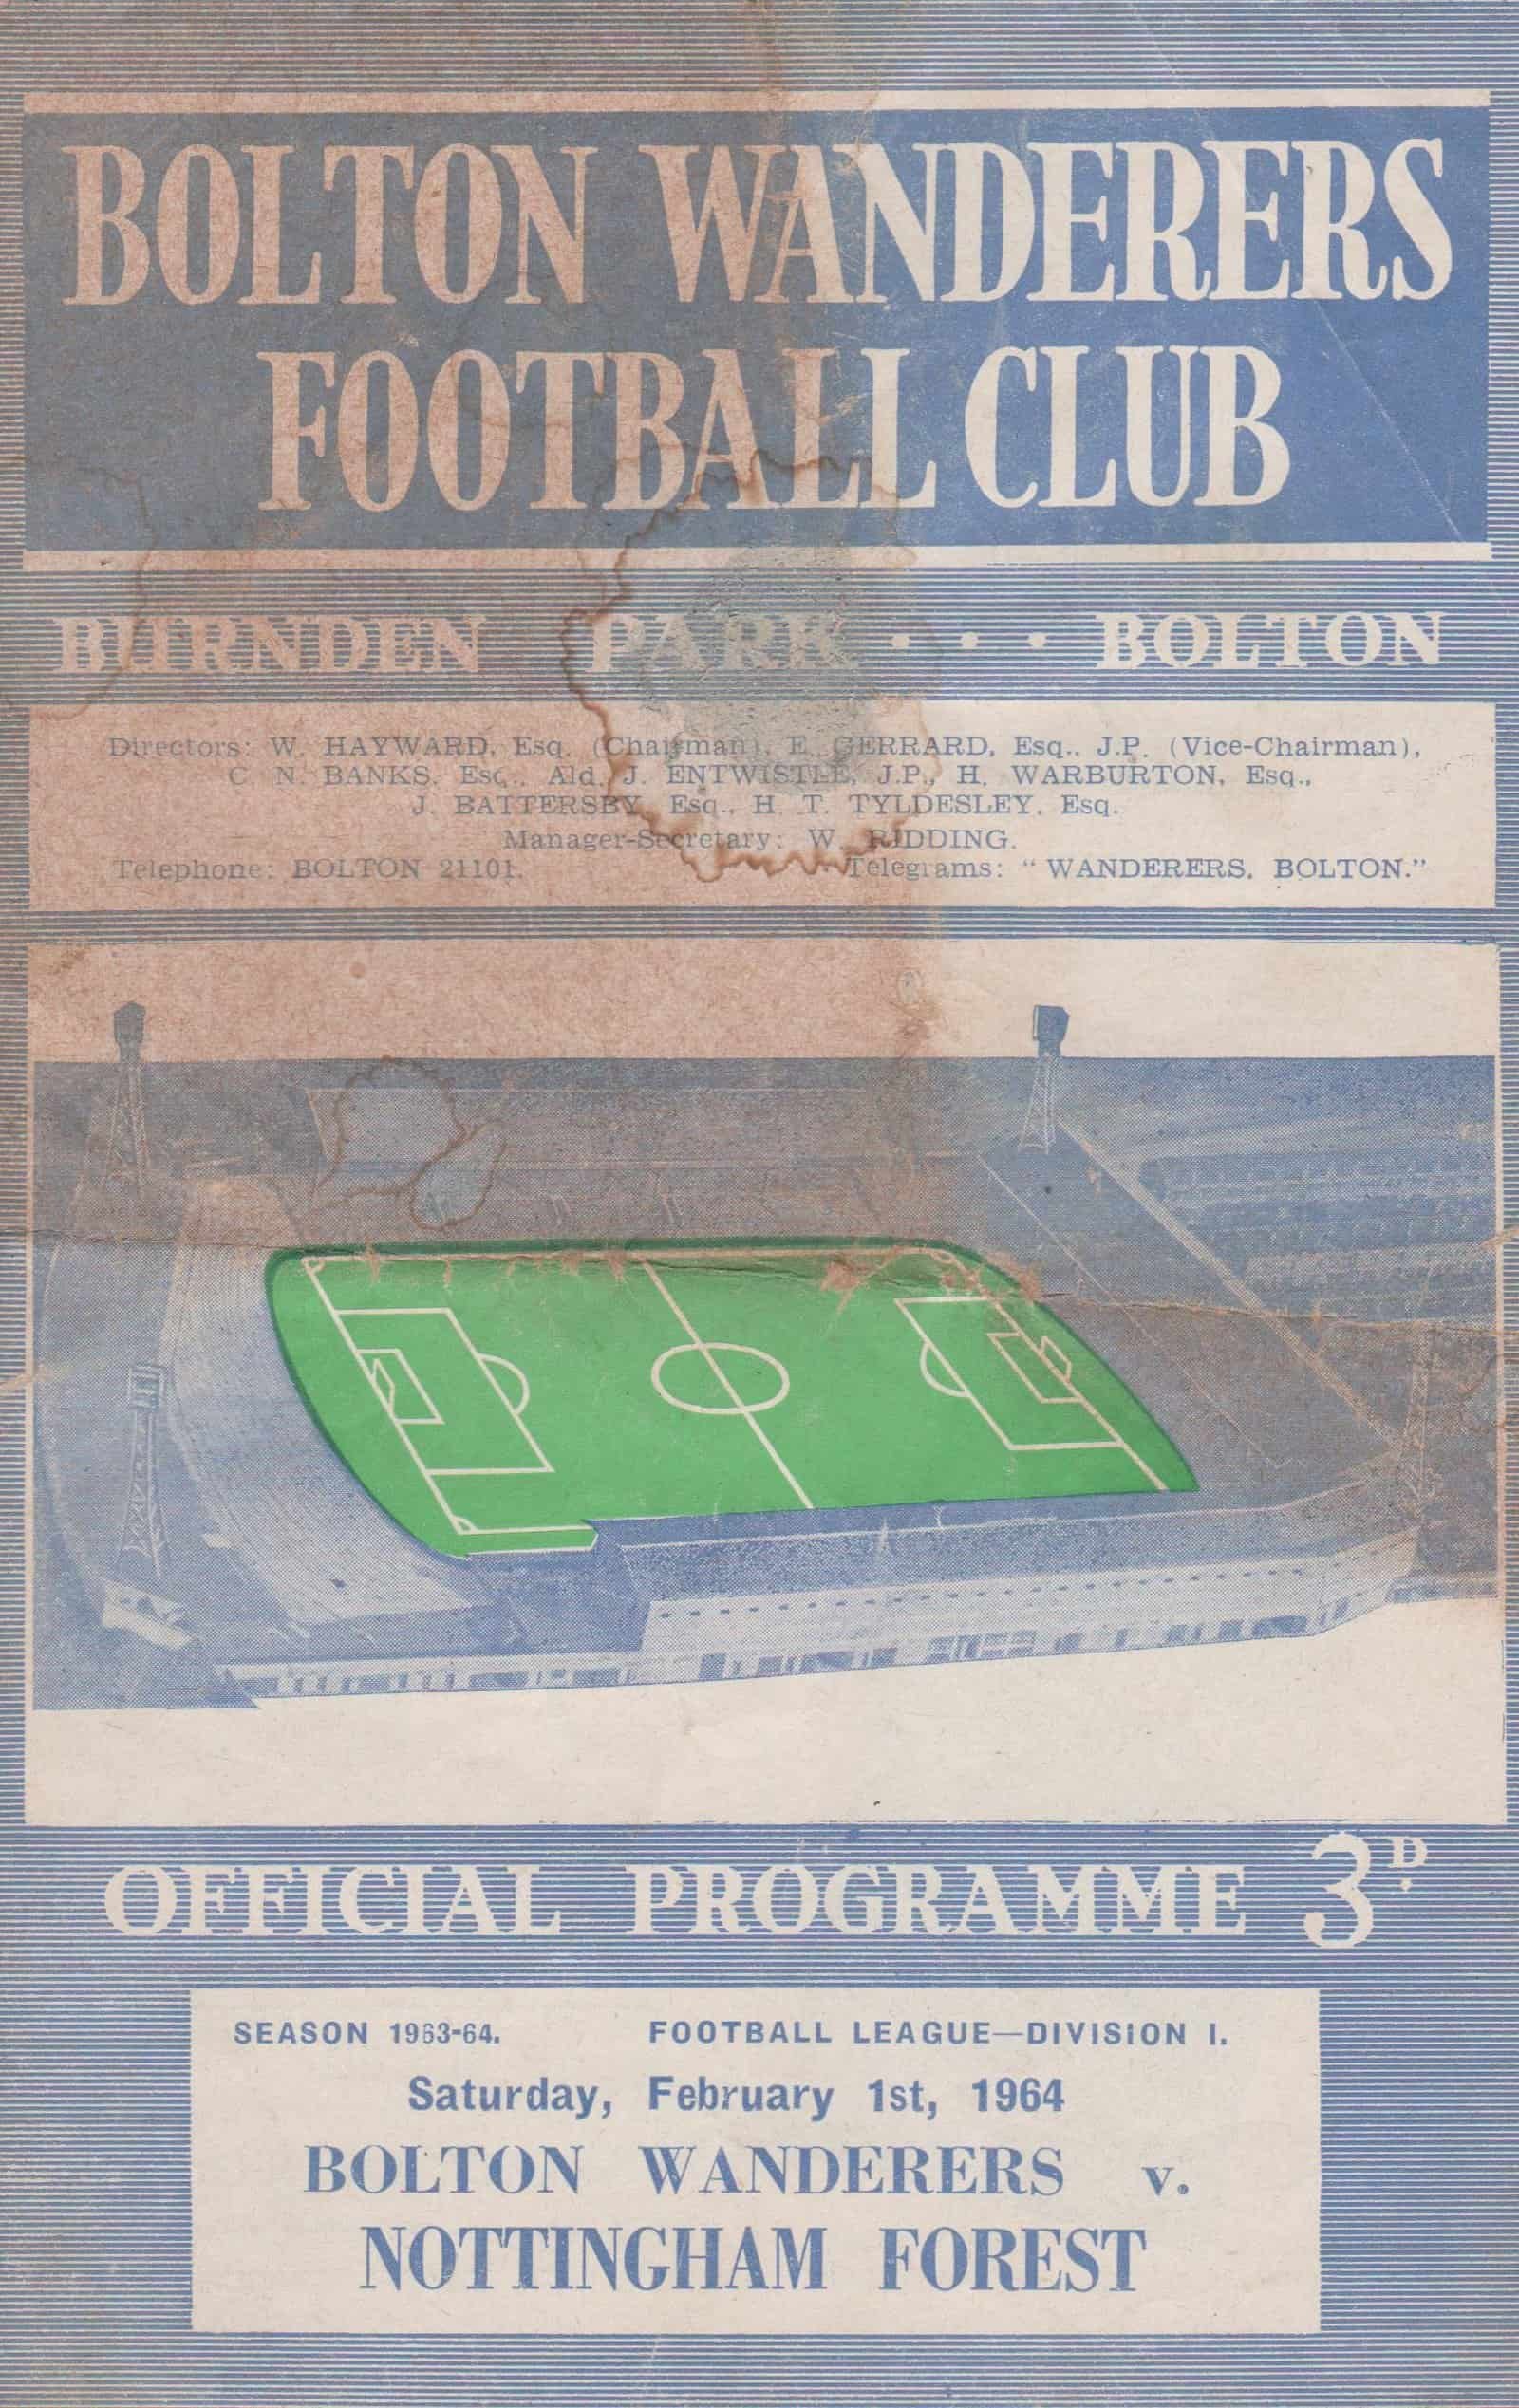 BOLTON WANDERERS
FOOTBALL CLUB
BURNDEN PARK . . . BOLTON
Directors: W. HAYWARD, Esq. (Chairman), E. GERRARD, Esq., J.P. (Vice-Chairman),
C. N. BANKS, Esq., Ald. J. ENTWISTLE, J.P., H. WARBURTON, Esq.,
J. BATTERSBY, Esq., H. T. TYLDESLEY, Esq.
Manager-Secretary: W. RIDDING.
Telephone: BOLTON 21101. Telegrams: "WANDERERS, BOLTON."
OFFICIAL PROGRAMME 3D.
SEASON 1963-64. FOOTBALL LEAGUE—DIVISION I.
Saturday, February 1st, 1964
BOLTON WANDERERS v.
NOTTINGHAM FOREST